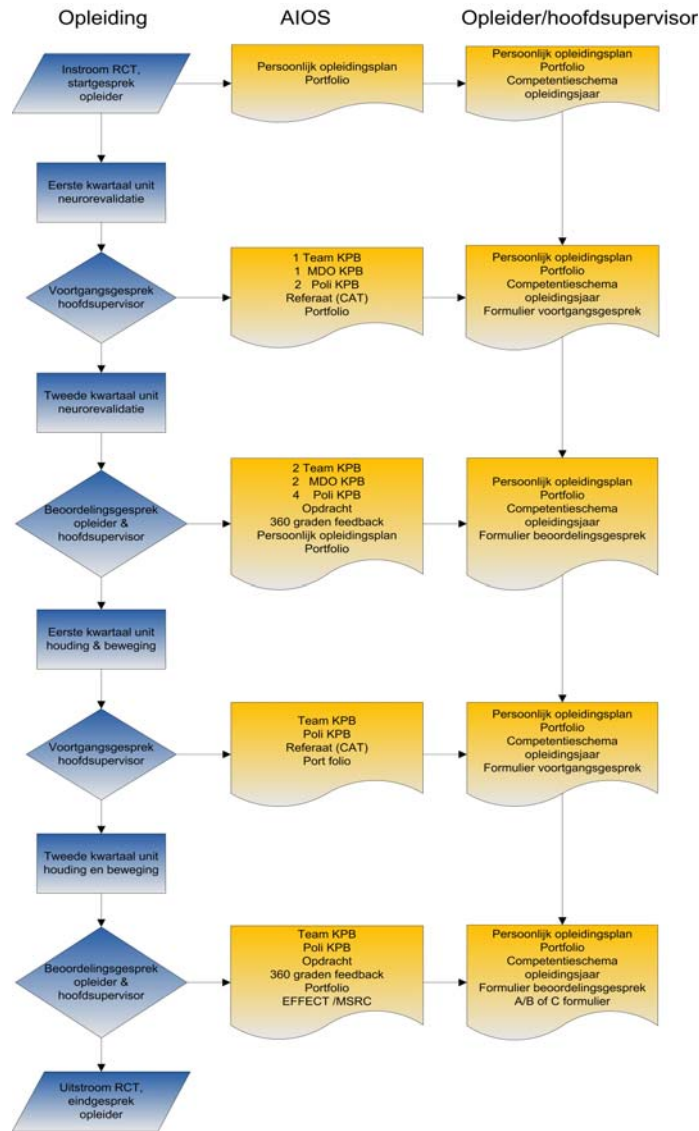 Opleiding
AIOS
Opleider/hoofdsupervisor
Instroom RCT,
startgesprek
opleider
Persoonlijk opleidingsplan
Portfolio
Persoonlijk opleidingsplan
Portfolio
Competentieschema
opleidingsjaar
Eerste kwartaal unit
neurorevalidatie
Voortgangsgesprek
hoofdsupervisor
1 Team KPB
1 MDO KPB
2 Poli KPB
Referaat (CAT)
Portfolio
Persoonlijk opleidingsplan
Portfolio
Competentieschema
opleidingsjaar
Formulier voortgangsgesprek
Tweede kwartaal unit
neurorevalidatie
Beoordelingsgesprek
opleider &
hoofdsupervisor
2 Team KPB
2 MDO KPB
4 Poli KPB
Opdracht
360 graden feedback
Persoonlijk opleidingsplan
Portfolio
Persoonlijk opleidingsplan
Portfolio
Competentieschema
opleidingsjaar
Formulier beoordelingsgesprek
Eerste kwartaal unit
houding & beweging
Voortgangsgesprek
hoofdsupervisor
Team KPB
Poli KPB
Referaat (CAT)
Port folio
Persoonlijk opleidingsplan
Portfolio
Competentieschema
opleidingsjaar
Formulier voortgangsgesprek
Tweede kwartaal unit
houding en beweging
Beoordelingsgesprek
opleider &
hoofdsupervisor
Team KPB
Poli KPB
Opdracht
360 graden feedback
Portfolio
EFFECT /MSRC
Persoonlijk opleidingsplan
Portfolio
Competentieschema
opleidingsjaar
Formulier beoordelingsgesprek
A/B of C formulier
Uitstroom RCT,
eindgesprek
opleider